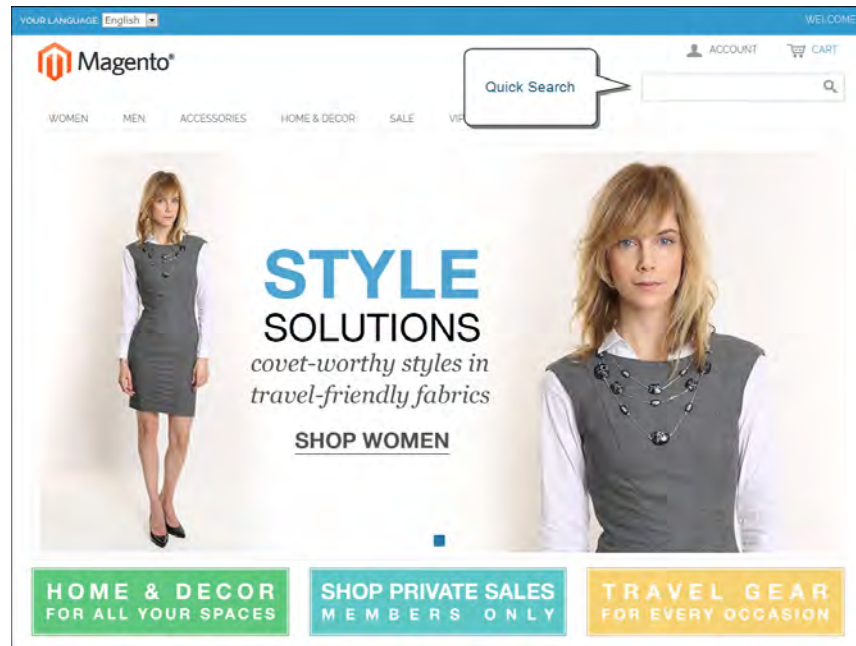 YOUR LANGUAGE: English
WELCOME
Magento®
Quick Search
ACCOUNT
CART
WOMEN MEN ACCESSORIES HOME & DECOR SALE
STYLE
SOLUTIONS
covet-worthy styles in
travel-friendly fabrics
SHOP WOMEN
HOME & DECOR
FOR ALL YOUR SPACES
SHOP PRIVATE SALES
MEMBERS ONLY
TRAVEL GEAR
FOR EVERY OCCASION